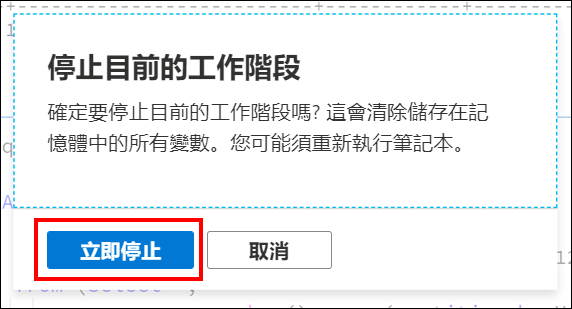 停止目前的工作階段
確定要停止目前的工作階段嗎? 這會清除儲存在記
憶體中的所有變數。您可能須重新執行筆記本。
立即停止
取消